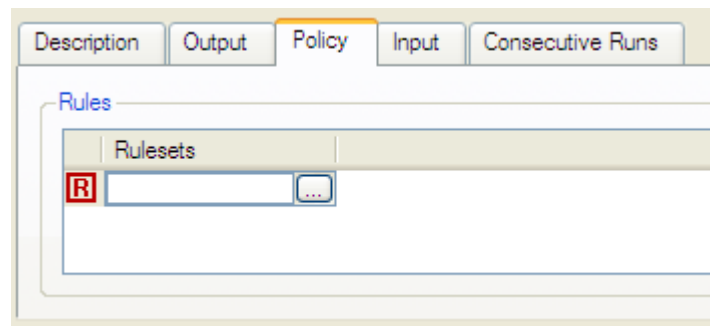 Description Output Policy Input Consecutive Runs
Rules
Rulesets
R ...